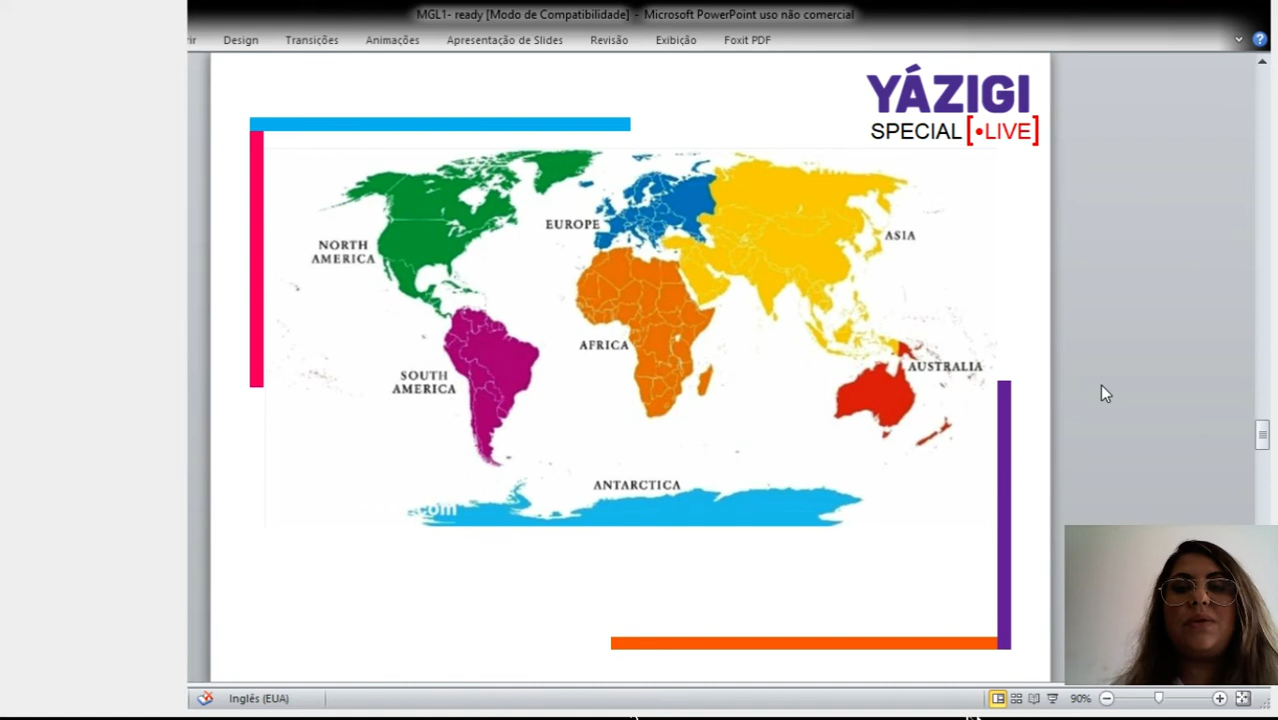 MGL1- ready [Modo de Compatibilidade] - Microsoft PowerPoint uso não comercial
Design Transições Animações Apresentação de Slides Revisão Exibição Foxit PDF
YÁZIGI
SPECIAL [•LIVE]
EUROPE
ASIA
NORTH
AMERICA
AFRICA
AUSTRALIA
SOUTH
AMERICA
ANTARCTICA
Inglês (EUA)
90%